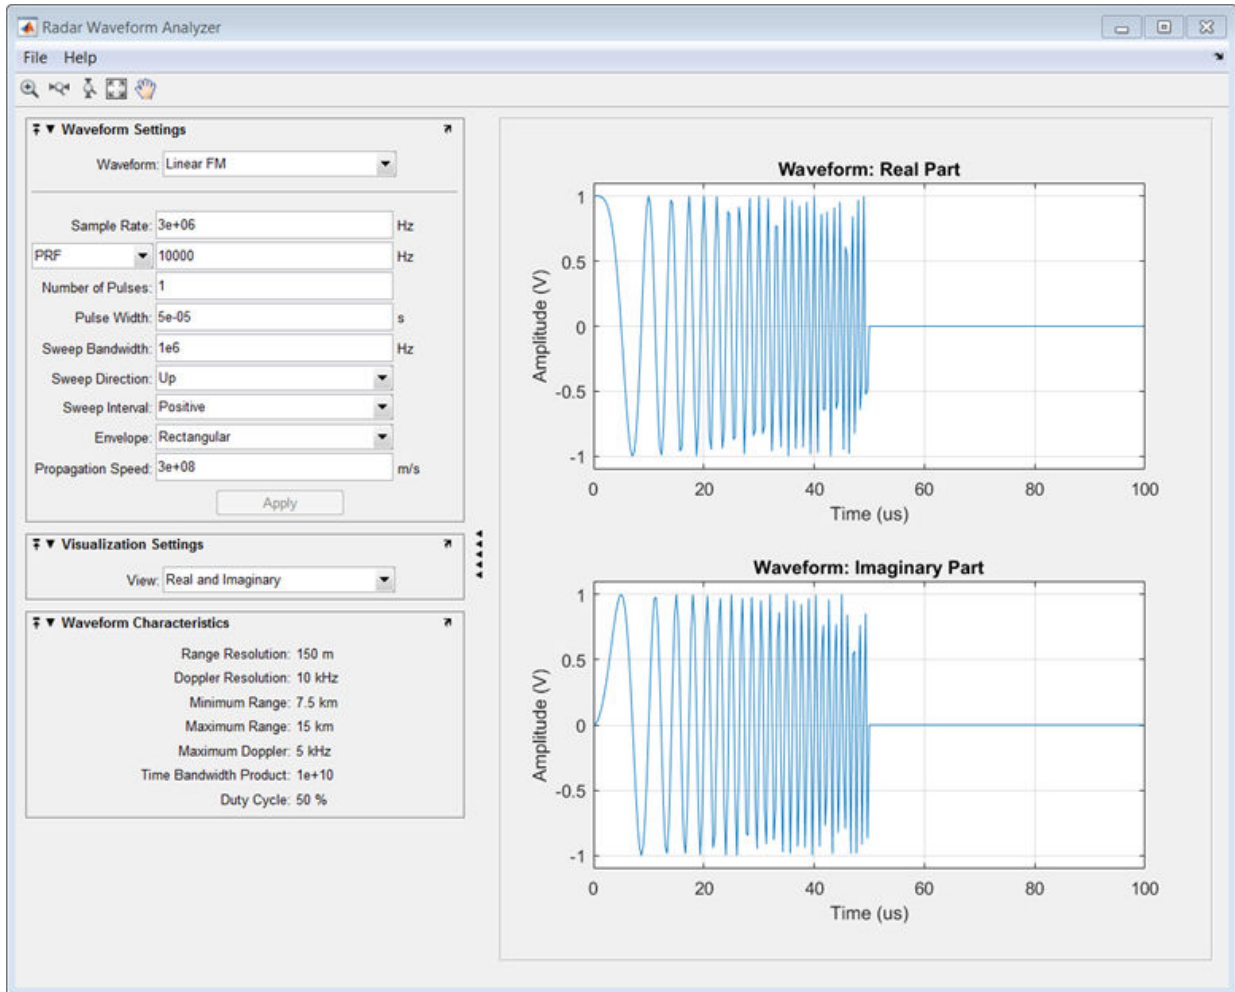 Radar Waveform Analyzer
File Help
Waveform Settings
Waveform: Linear FM
Sample Rate: 3e+06 Hz
PRF 10000 Hz
Number of Pulses: 1
Pulse Width: 5e-05 s
Sweep Bandwidth: 1e6 Hz
Sweep Direction: Up
Sweep Interval: Positive
Envelope: Rectangular
Propagation Speed: 3e+08 m/s
Apply
Visualization Settings
View: Real and Imaginary
Waveform Characteristics
Range Resolution: 150 m
Doppler Resolution: 10 kHz
Minimum Range: 7.5 km
Maximum Range: 15 km
Maximum Doppler: 5 kHz
Time Bandwidth Product: 1e+10
Duty Cycle: 50 %
Waveform: Real Part
Amplitude (V)
1
0.5
0
-0.5
-1
0 20 40 60 80 100
Time (us)
Waveform: Imaginary Part
Amplitude (V)
1
0.5
0
-0.5
-1
0 20 40 60 80 100
Time (us)